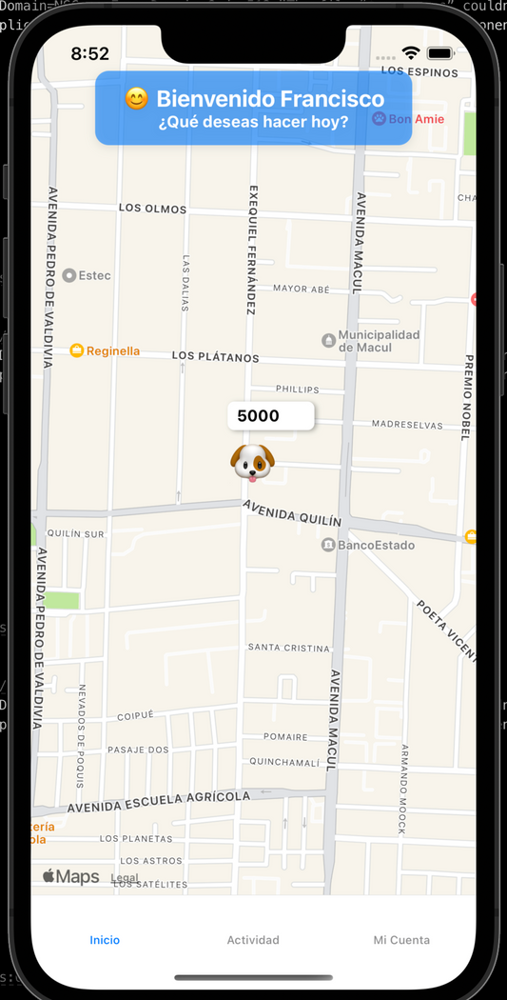 Domain=
couldn
8:52
LOS ESPINOS
😊 Bienvenido Francisco
¿Qué deseas hacer hoy?
Bon Amie
AVENIDA PEDRO DE VALDIVIA
EXEQUIEL FERNÁNDEZ
AVENIDA MACUL
CHA
LOS OLMOS
LAS DALIAS
Estec
MAYOR ABÉ
Municipalidad
de Macul
Reginella
LOS PLÁTANOS
PREMIO NOBEL
PHILLIPS
5000
MADRESELVAS
AVENIDA QUILÍN
QUILÍN SUR
BancoEstado
AVENIDA PEDRO DE VALDIVIA
POETA VICENT
SANTA CRISTINA
AVENIDA MACUL
NEVADOS DE POQUIS
COIPUÉ
POMAIRE
PASAJE DOS
ARMANDO MOOCK
QUINCHAMALÍ
AVENIDA ESCUELA AGRÍCOLA
tería
ola
LOS PLANETAS
LOS ASTROS
Maps
Legal
LOS SATÉLITES
Inicio
Actividad
Mi Cuenta